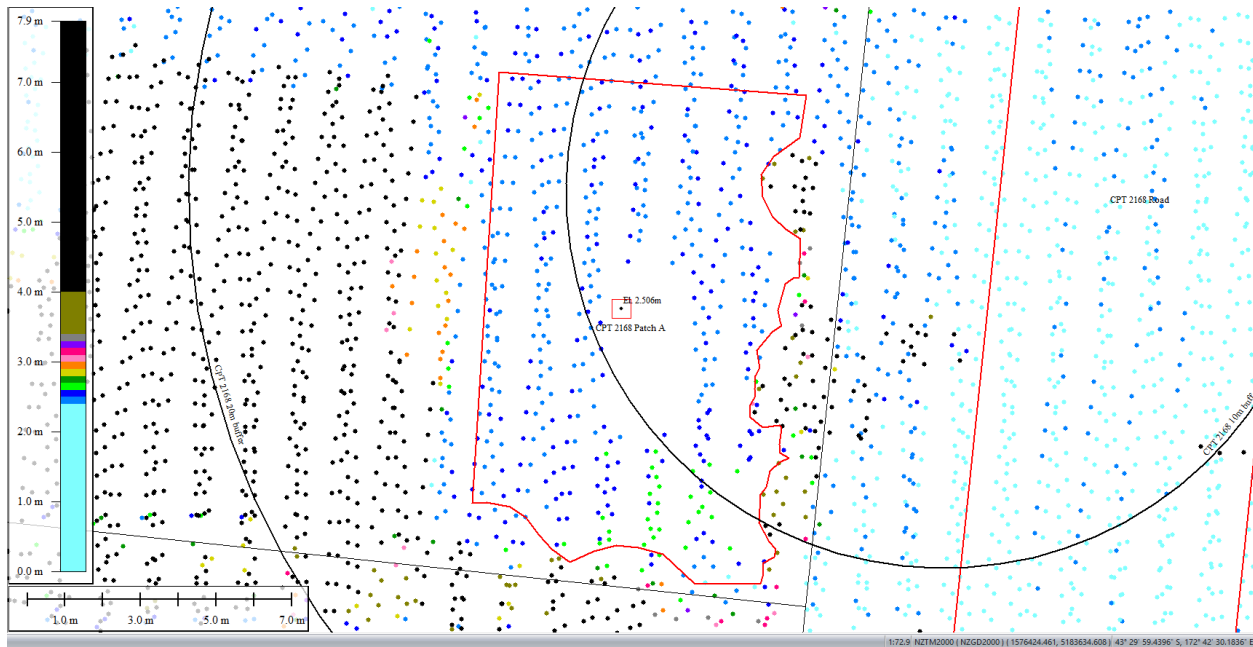 7.9 m
7.0 m
6.0 m
5.0 m
4.0 m
3.0 m
2.0 m
1.0 m
0.0 m
1.0 m 3.0 m 5.0 m 7.0 m
CPT 2168 Road
EL 2.506m
CPT 2168 Patch A
CpT 2168 20m buffer
CPT 2168 10m buffer
1:72.9 NZTM2000 ( NZGD2000 ) ( 1576424.461, 5183634.608 ) 43° 29' 59.4396" S, 172° 42' 30.1836" E